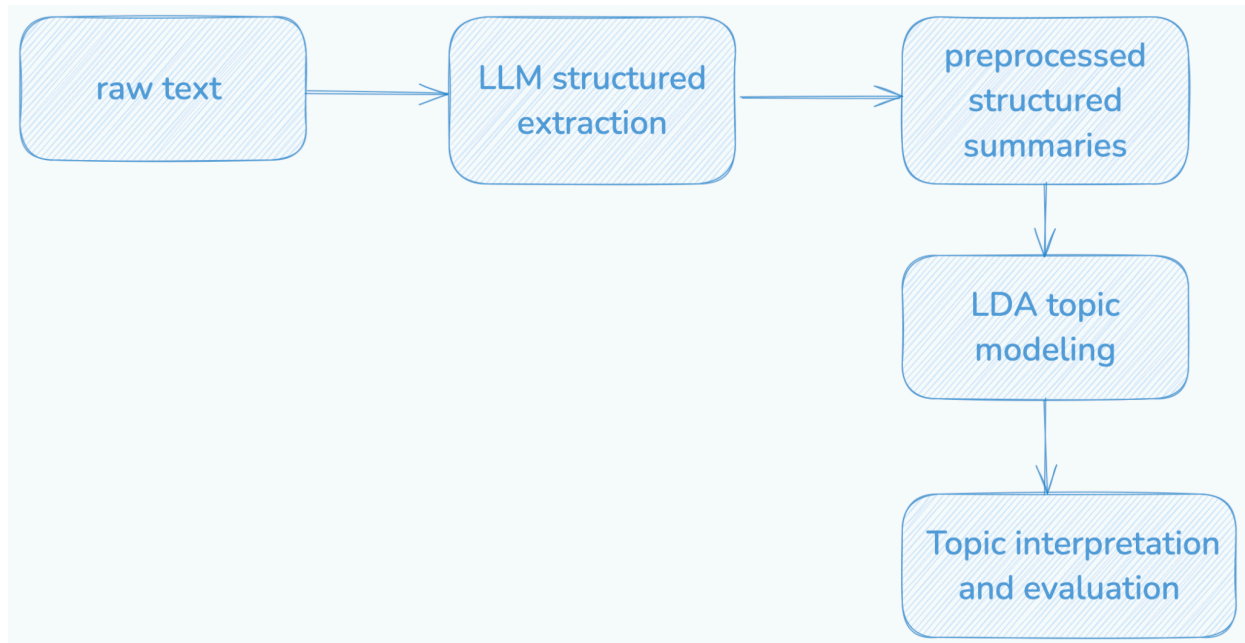 raw text
LLM structured
extraction
preprocessed
structured
summaries
LDA topic
modeling
Topic interpretation
and evaluation